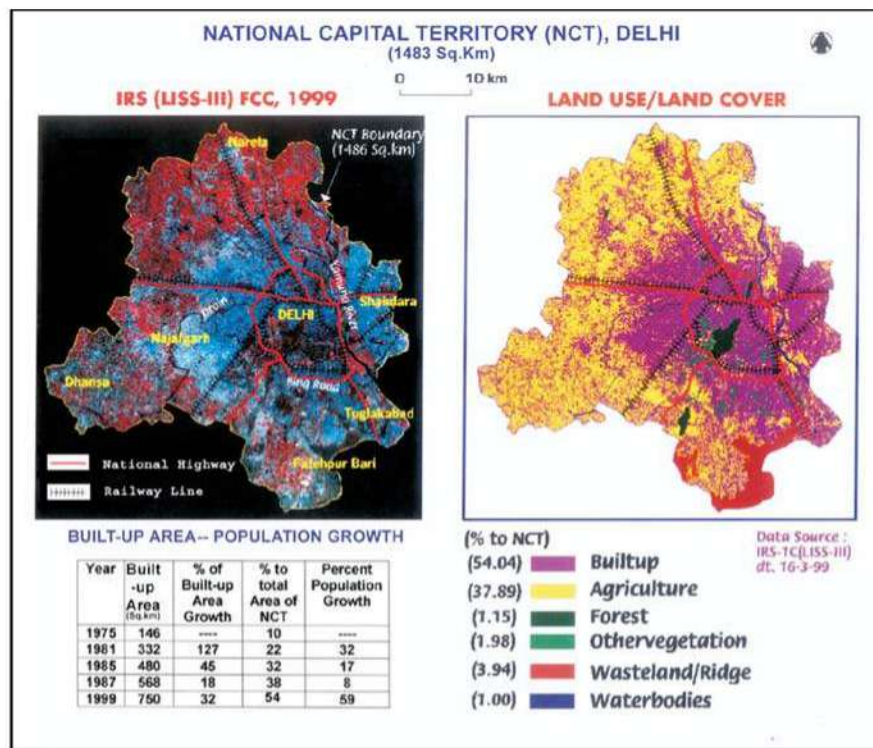 NATIONAL CAPITAL TERRITORY (NCT), DELHI
(1483 Sq.Km)
0 10 km
IRS (LISS-III) FCC, 1999
LAND USE/LAND COVER
NCT Boundary
(1486 Sq.km)
Narela
Yamuna River
Shahdara
Drain
DELHI
Najafgarh
Dhansa
Ring Road
Tuglakabad
Fatehpur Bari
National Highway
Railway Line
BUILT-UP AREA-- POPULATION GROWTH
Year Built-up Area (Sq.km) % of Built-up Area Growth % to total Area of NCT Percent Population Growth
1975 146 ---- 10 ----
1981 332 127 22 32
1985 480 45 32 17
1987 568 18 38 8
1999 750 32 54 59
(% to NCT)
(54.04) Builtup
(37.89) Agriculture
(1.15) Forest
(1.98) Othervegetation
(3.94) Wasteland/Ridge
(1.00) Waterbodies
Data Source :
IRS-1C(LISS-III)
dt. 16-3-99